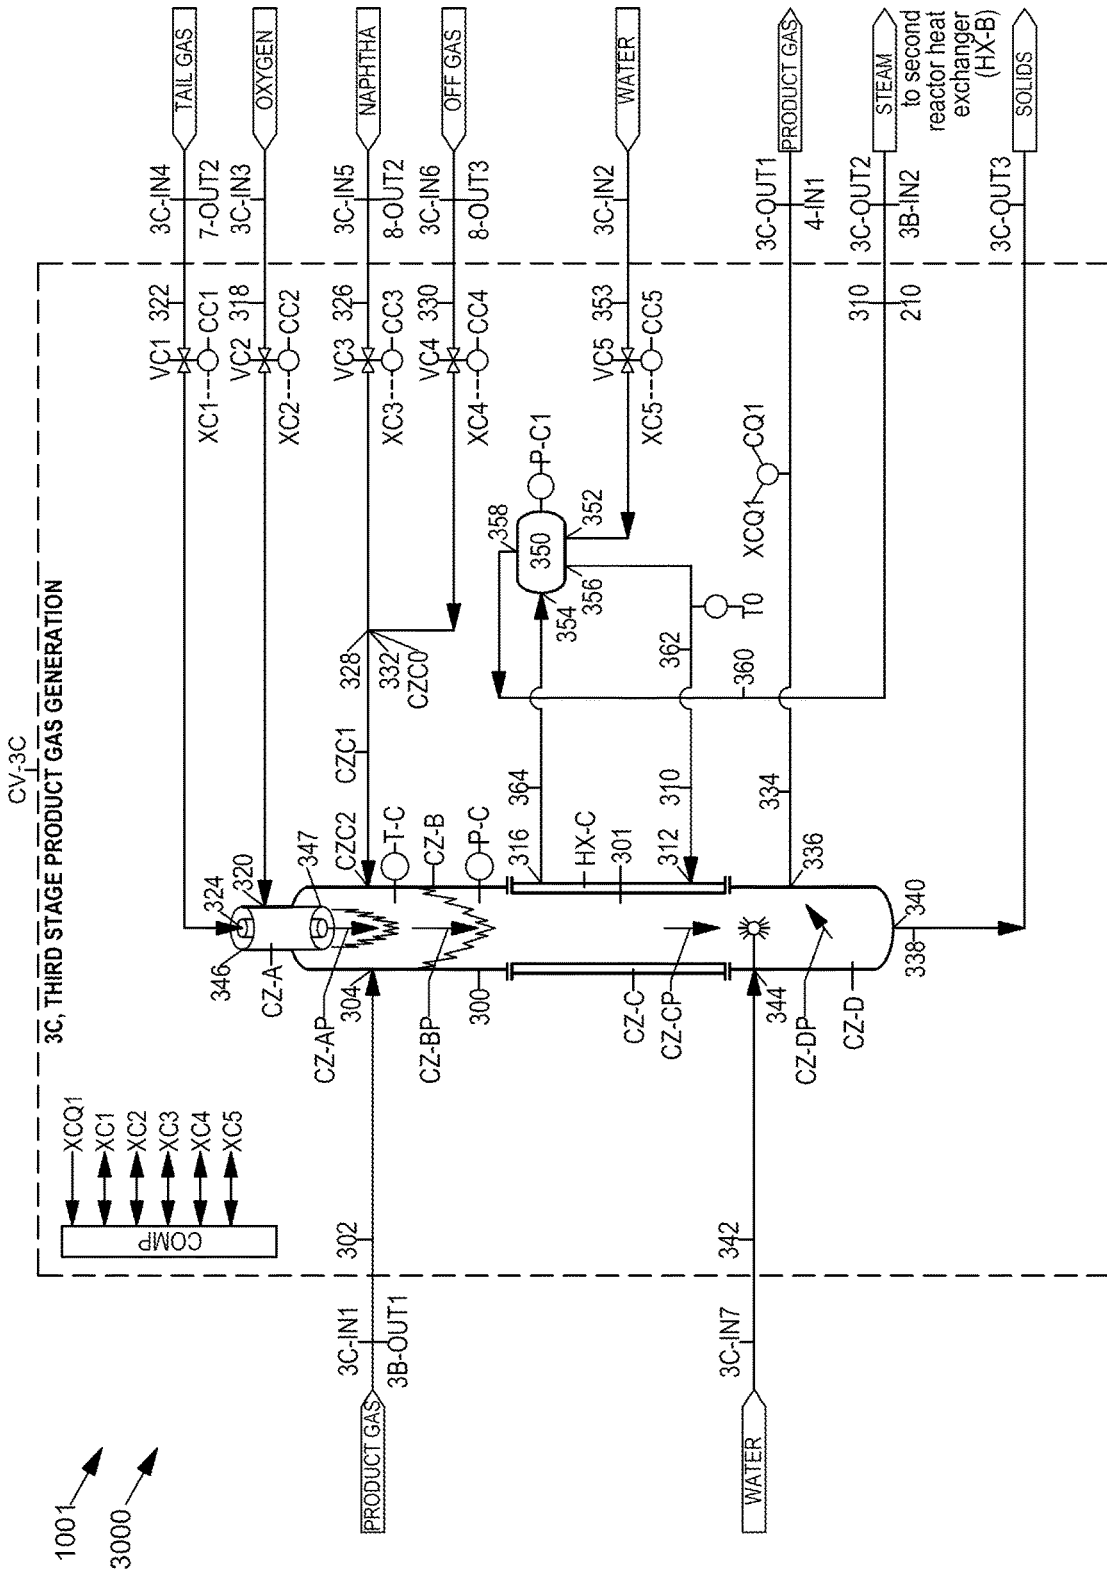 CV-3C
3C, THIRD STAGE PRODUCT GAS GENERATION
1001
3000
COMP
XCQ1
XC1
XC2
XC3
XC4
XC5
TAIL GAS
3C-IN4
7-OUT2
322
VC1
CC1
XC1
OXYGEN
3C-IN3
318
VC2
CC2
XC2
NAPHTHA
3C-IN5
8-OUT2
326
VC3
CC3
XC3
OFF GAS
3C-IN6
8-OUT3
330
VC4
CC4
XC4
WATER
3C-IN2
353
VC5
CC5
XC5
PRODUCT GAS
3C-OUT1
4-IN1
CQ1
XCQ1
STEAM
to second
reactor heat
exchanger
(HX-B)
3C-OUT2
3B-IN2
310
210
SOLIDS
3C-OUT3
328
332
CZC0
CZC1
CZC2
358
P-C1
350
352
354
356
362
T0
360
364
310
334
324
320
347
346
CZ-A
CZ-AP
T-C
CZ-B
P-C
304
CZ-BP
300
316
HX-C
301
312
CZ-C
CZ-CP
336
344
340
338
CZ-DP
CZ-D
302
3C-IN1
3B-OUT1
PRODUCT GAS
342
3C-IN7
WATER